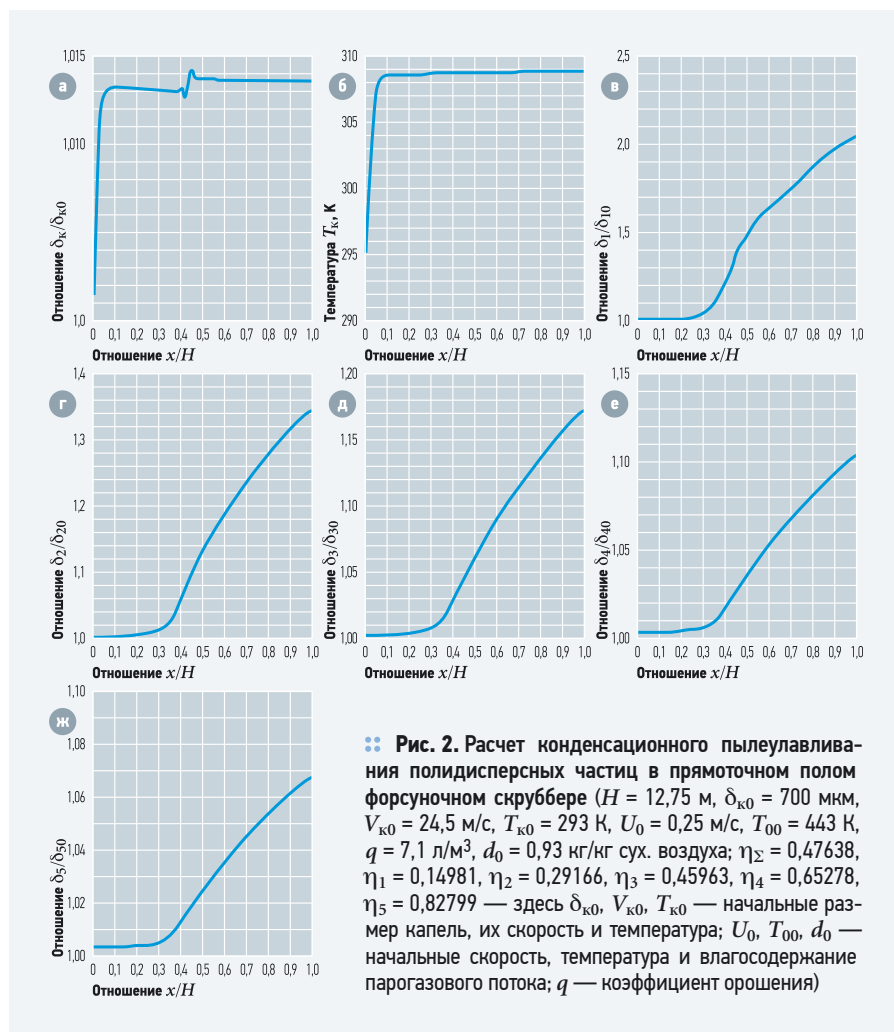 а
Отношение δк/δк0
1,015
1,010
1,0
0 0,1 0,2 0,3 0,4 0,5 0,6 0,7 0,8 0,9 1,0
Отношение x/H
б
Температура Tк, К
310
305
300
295
290
0 0,1 0,2 0,3 0,4 0,5 0,6 0,7 0,8 0,9 1,0
Отношение x/H
в
Отношение δ1/δ10
2,5
2,0
1,5
1,0
0 0,1 0,2 0,3 0,4 0,5 0,6 0,7 0,8 0,9 1,0
Отношение x/H
г
Отношение δ2/δ20
1,4
1,3
1,2
1,1
1,0
0 0,1 0,2 0,3 0,4 0,5 0,6 0,7 0,8 0,9 1,0
Отношение x/H
д
Отношение δ3/δ30
1,20
1,15
1,10
1,05
1,00
0 0,1 0,2 0,3 0,4 0,5 0,6 0,7 0,8 0,9 1,0
Отношение x/H
е
Отношение δ4/δ40
1,15
1,10
1,05
1,00
0 0,1 0,2 0,3 0,4 0,5 0,6 0,7 0,8 0,9 1,0
Отношение x/H
ж
Отношение δ5/δ50
1,10
1,08
1,06
1,04
1,02
1,00
0 0,1 0,2 0,3 0,4 0,5 0,6 0,7 0,8 0,9 1,0
Отношение x/H
Рис. 2. Расчет конденсационного пылеулавлива-
ния полидисперсных частиц в прямоточном полом
форсуночном скруббере (H = 12,75 м, δк0 = 700 мкм,
Vк0 = 24,5 м/с, Tк0 = 293 К, U0 = 0,25 м/с, T00 = 443 К,
q = 7,1 л/м³, d0 = 0,93 кг/кг сух. воздуха; ηΣ = 0,47638,
η1 = 0,14981, η2 = 0,29166, η3 = 0,45963, η4 = 0,65278,
η5 = 0,82799 — здесь δк0, Vк0, Tк0 — начальные раз-
мер капель, их скорость и температура; U0, T00, d0 —
начальные скорость, температура и влагосодержание
парогазового потока; q — коэффициент орошения)